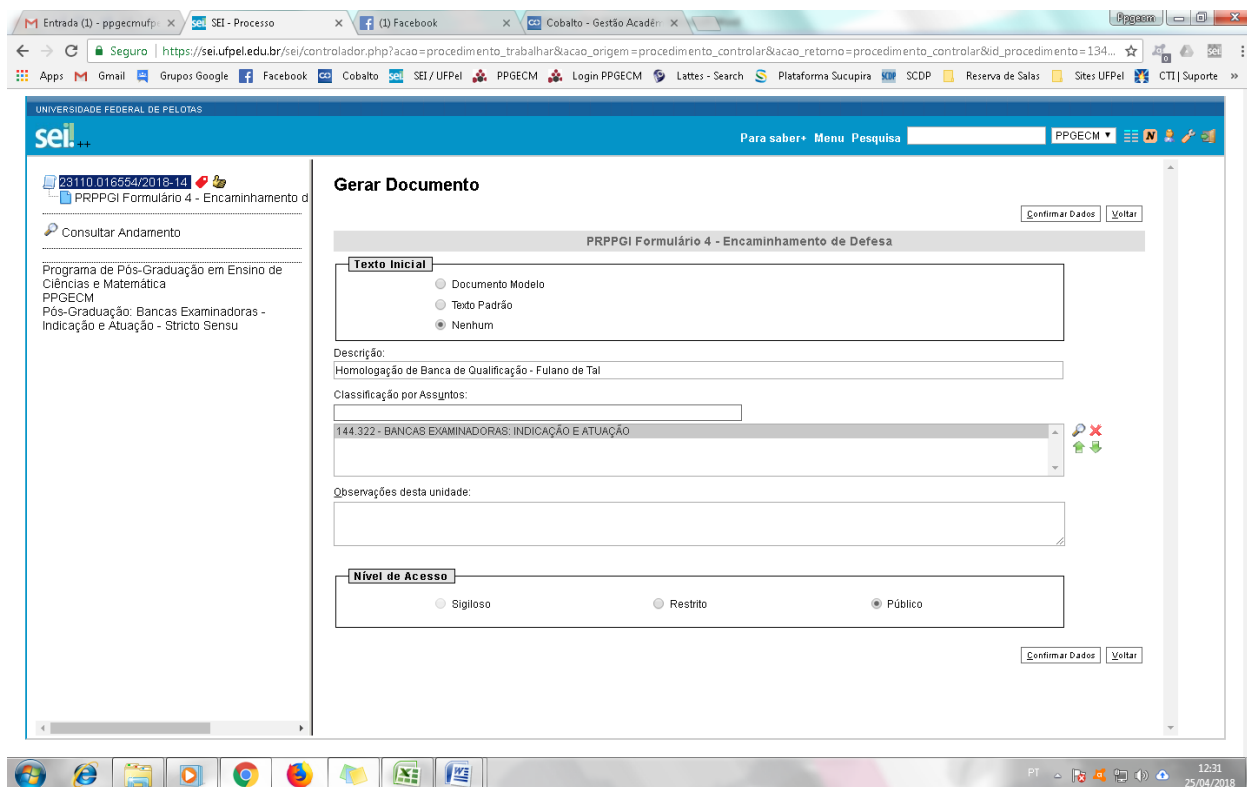 Entrada (1) - ppgecmufp
SEI - Processo
(1) Facebook
Cobalto - Gestão Acadêm
Ppgecm
Seguro | https://sei.ufpel.edu.br/sei/controlador.php?acao=procedimento_trabalhar&acao_origem=procedimento_controlar&acao_retorno=procedimento_controlar&id_procedimento=134...
Apps Gmail Grupos Google Facebook Cobalto SEI / UFPel PPGECM Login PPGECM Lattes - Search Plataforma Sucupira SCDP Reserva de Salas Sites UFPel CTI | Suporte »
UNIVERSIDADE FEDERAL DE PELOTAS
sei! ++
Para saber+ Menu Pesquisa PPGECM
23110.016554/2018-14
PRPPGI Formulário 4 - Encaminhamento d
Consultar Andamento
Programa de Pós-Graduação em Ensino de
Ciências e Matemática
PPGECM
Pós-Graduação: Bancas Examinadoras -
Indicação e Atuação - Stricto Sensu
Gerar Documento
Confirmar Dados Voltar
PRPPGI Formulário 4 - Encaminhamento de Defesa
Texto Inicial
Documento Modelo
Texto Padrão
Nenhum
Descrição:
Homologação de Banca de Qualificação - Fulano de Tal
Classificação por Assuntos:
144.322 - BANCAS EXAMINADORAS: INDICAÇÃO E ATUAÇÃO
Observações desta unidade:
Nível de Acesso
Sigiloso Restrito Público
Confirmar Dados Voltar
PT
12:31
25/04/2018